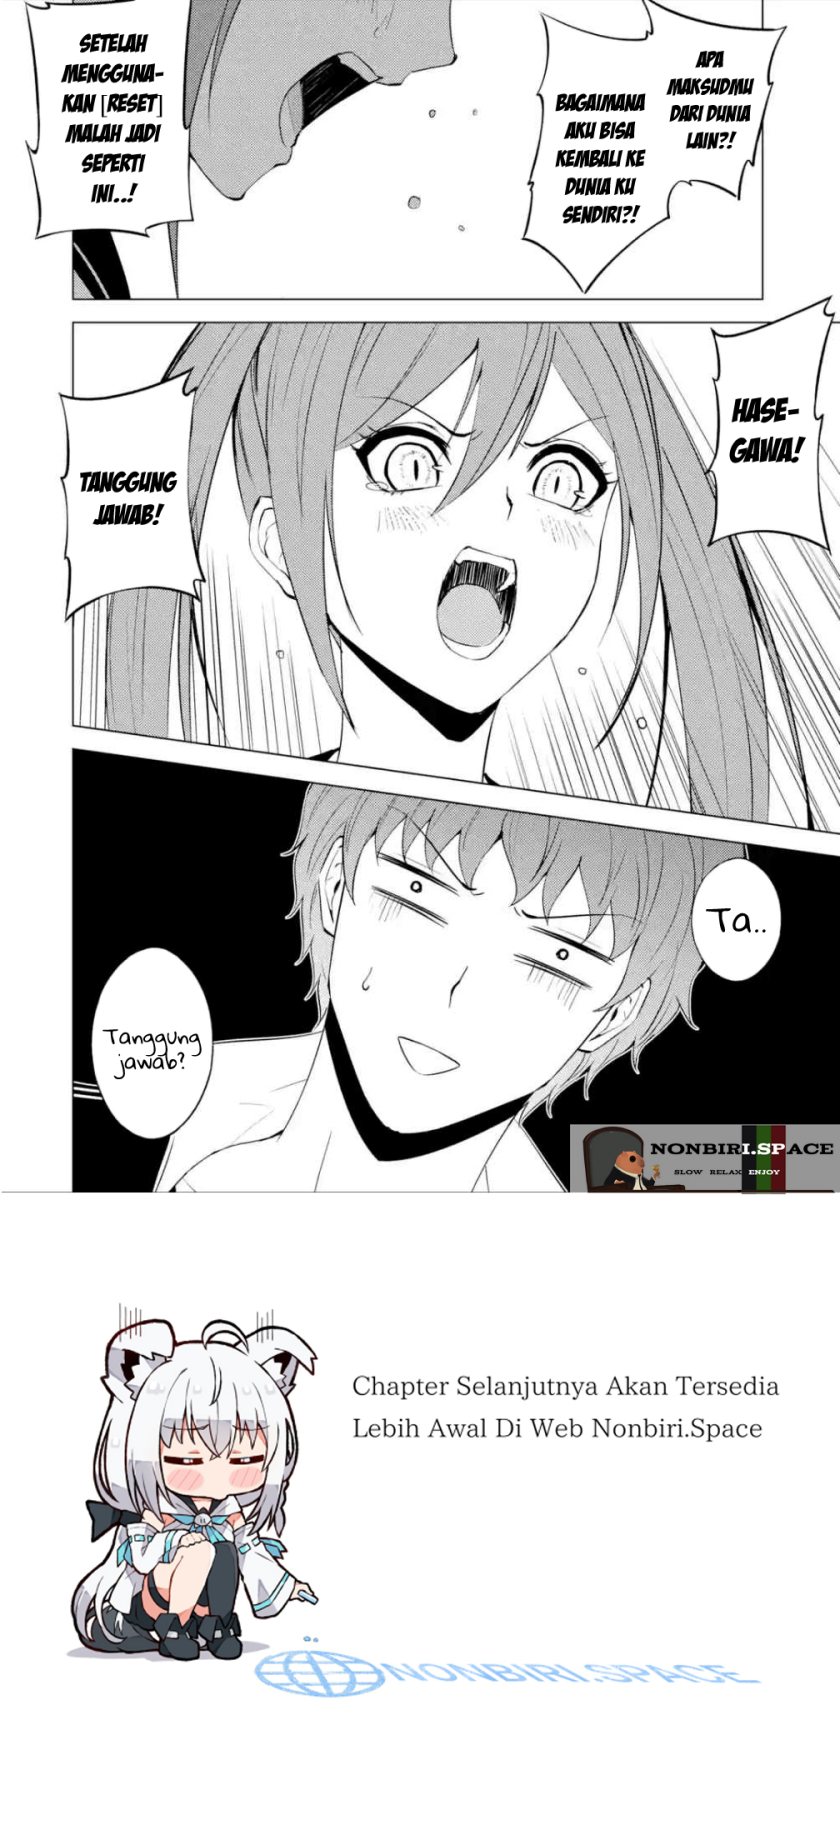 APA
MAKSUDMU
DARI DUNIA
LAIN?!
BAGAIMANA
AKU BISA
KEMBALI KE
DUNIA KU
SENDIRI?!
SETELAH
MENGGUNA-
KAN [RESET]
MALAH JADI
SEPERTI
INI..!
HASE-
GAWA!
TANGGUNG
JAWAB!
Ta..
Tanggung
jawab?
NONBIRI.SPACE
SLOW RELAX ENJOY
Chapter Selanjutnya Akan Tersedia
Lebih Awal Di Web Nonbiri.Space
NONBIRI.SPACE